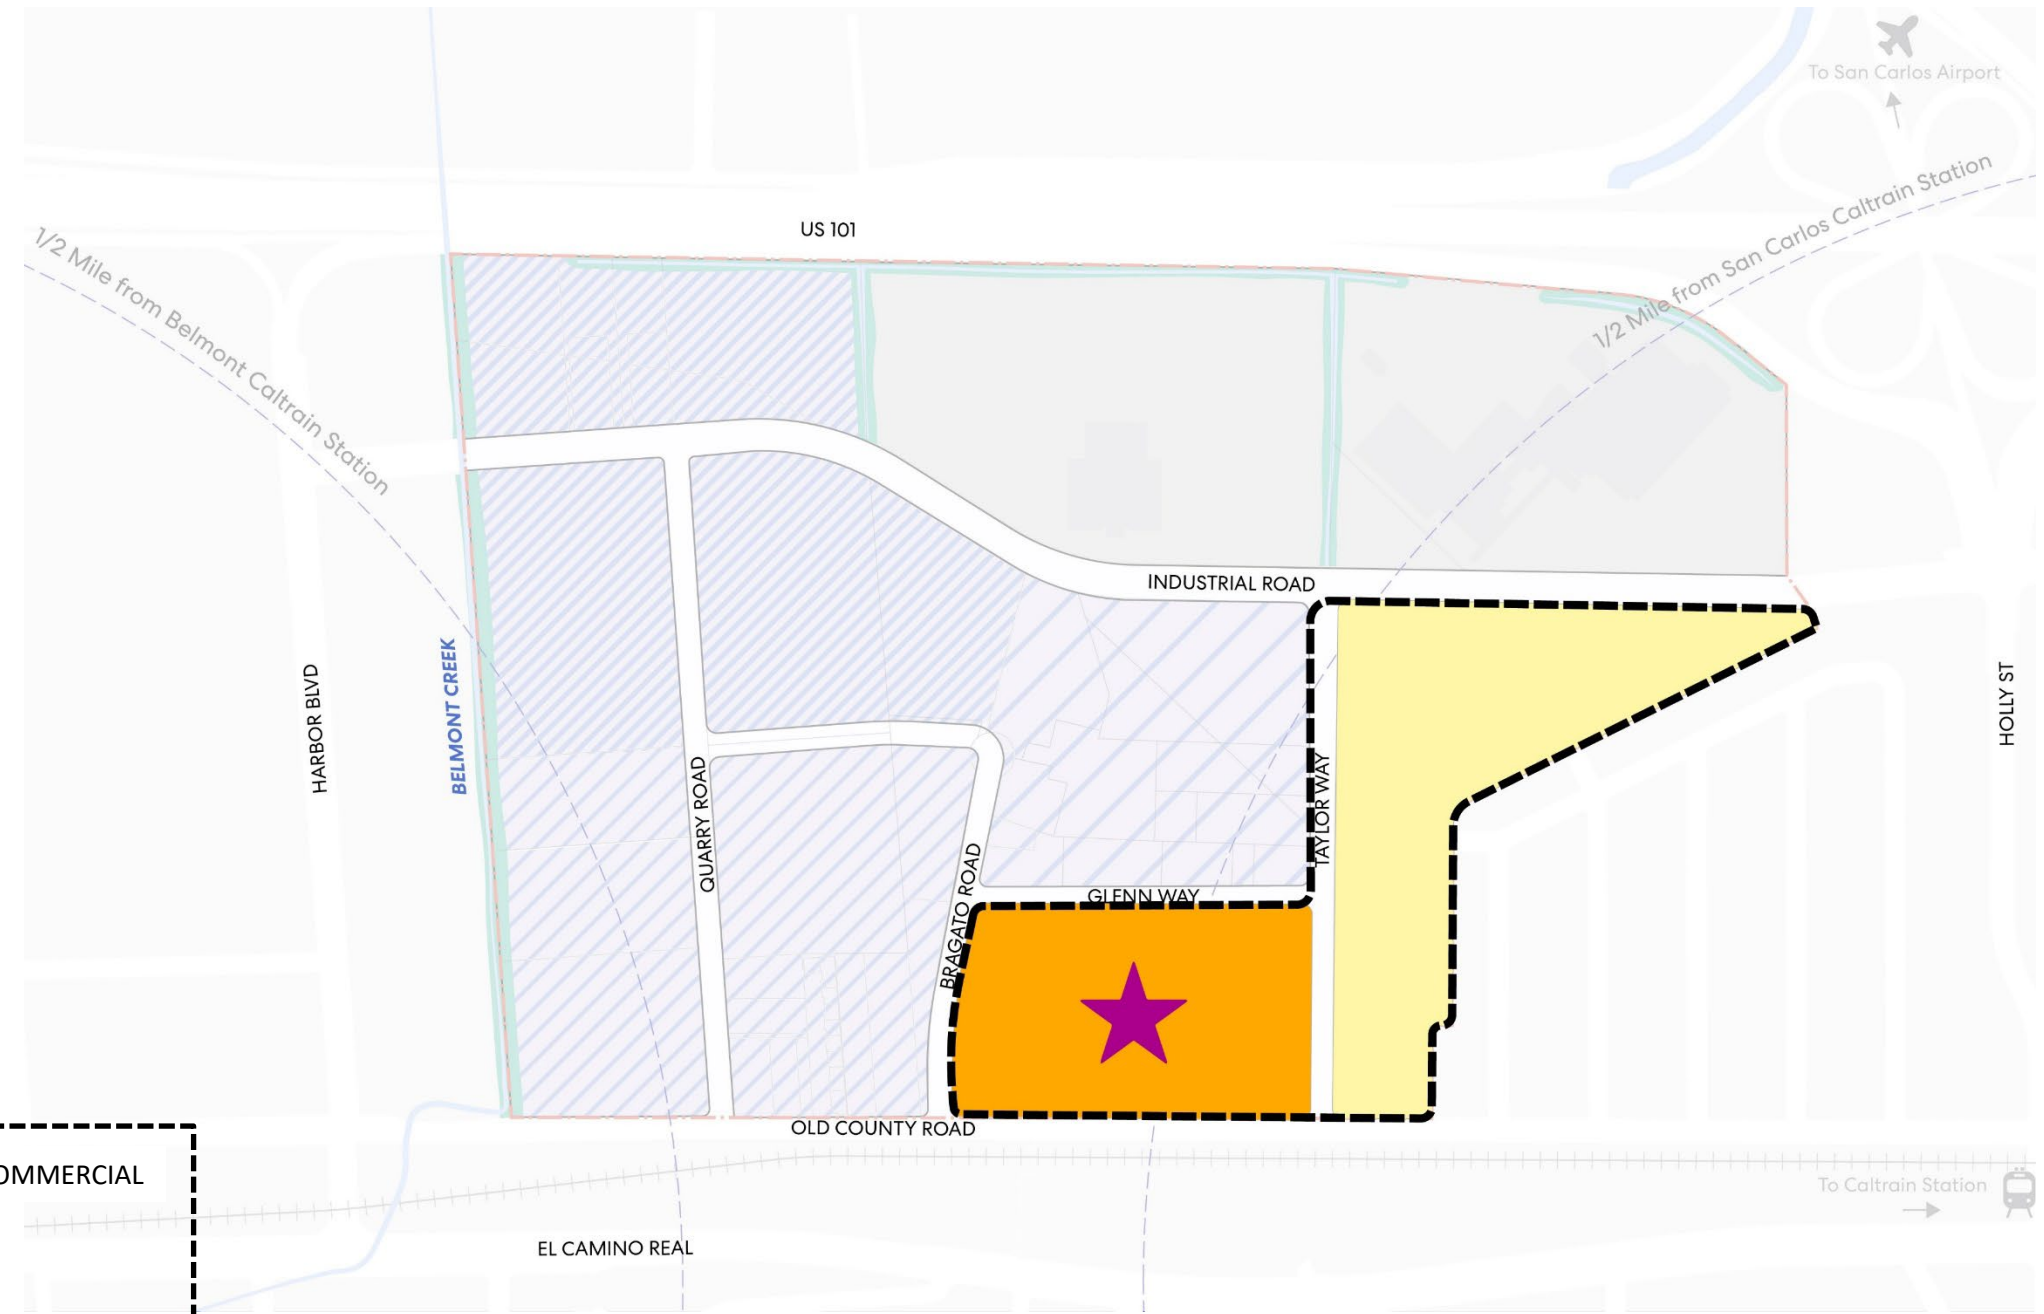 To San Carlos Airport
US 101
1/2 Mile from Belmont Caltrain Station
1/2 Mile from San Carlos Caltrain Station
INDUSTRIAL ROAD
HARBOR BLVD
BELMONT CREEK
QUARRY ROAD
BRAGATO ROAD
GLENN WAY
TAYLOR WAY
HOLLY ST
OLD COUNTY ROAD
OMMERCIAL
To Caltrain Station
EL CAMINO REAL